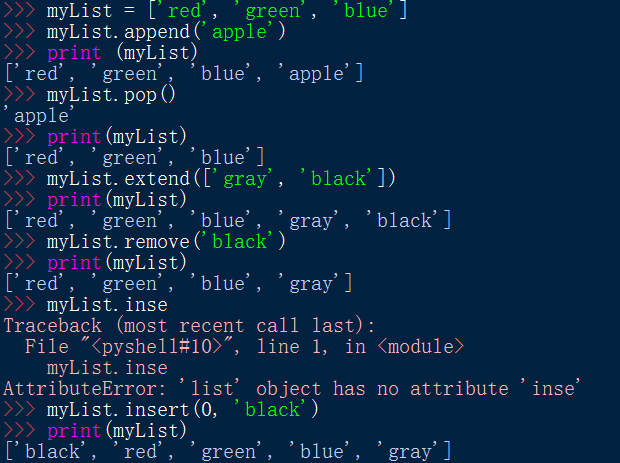 >>> myList = ['red', 'green', 'blue']
>>> myList.append('apple')
>>> print (myList)
['red', 'green', 'blue', 'apple']
>>> myList.pop()
'apple'
>>> print(myList)
['red', 'green', 'blue']
>>> myList.extend(['gray', 'black'])
>>> print(myList)
['red', 'green', 'blue', 'gray', 'black']
>>> myList.remove('black')
>>> print(myList)
['red', 'green', 'blue', 'gray']
>>> myList.inse
Traceback (most recent call last):
  File "<pyshell#10>", line 1, in <module>
    myList.inse
AttributeError: 'list' object has no attribute 'inse'
>>> myList.insert(0, 'black')
>>> print(myList)
['black', 'red', 'green', 'blue', 'gray']